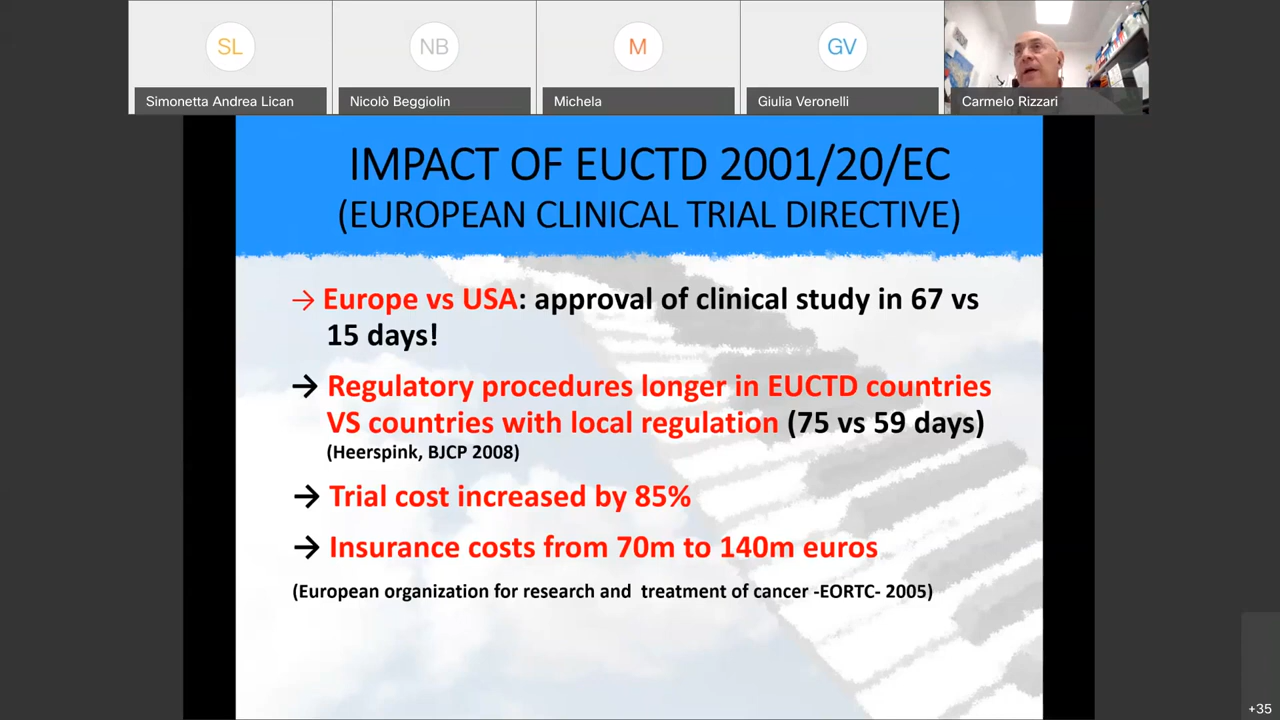 SL
NB
M
GV
Simonetta Andrea Lican
Nicolò Beggiolin
Michela
Giulia Veronelli
Carmelo Rizzari
IMPACT OF EUCTD 2001/20/EC
(EUROPEAN CLINICAL TRIAL DIRECTIVE)
→ Europe vs USA: approval of clinical study in 67 vs
15 days!
→ Regulatory procedures longer in EUCTD countries
VS countries with local regulation (75 vs 59 days)
(Heerspink, BJCP 2008)
→ Trial cost increased by 85%
→ Insurance costs from 70m to 140m euros
(European organization for research and treatment of cancer -EORTC- 2005)
+35